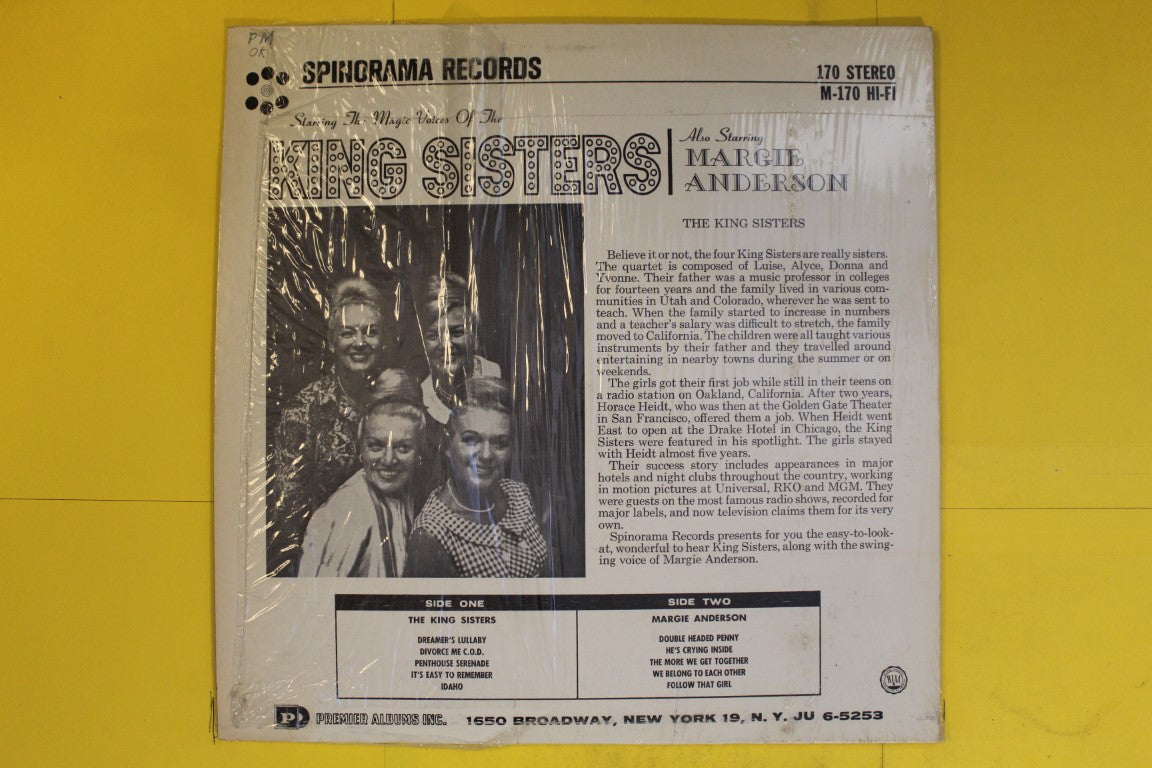 PM
OK
SPINORAMA RECORDS
170 STEREO
M-170 HI-FI
Starring The Magic Voices Of The
KING SISTERS
Also Starring
MARGIE
ANDERSON
THE KING SISTERS
Believe it or not, the four King Sisters are really sisters.
The quartet is composed of Luise, Alyce, Donna and
Yvonne. Their father was a music professor in colleges
for fourteen years and the family lived in various com-
munities in Utah and Colorado, wherever he was sent to
teach. When the family started to increase in numbers
and a teacher's salary was difficult to stretch, the family
moved to California. The children were all taught various
instruments by their father and they travelled around
entertaining in nearby towns during the summer or on
weekends.
The girls got their first job while still in their teens on
a radio station on Oakland, California. After two years,
Horace Heidt, who was then at the Golden Gate Theater
in San Francisco, offered them a job. When Heidt went
East to open at the Drake Hotel in Chicago, the King
Sisters were featured in his spotlight. The girls stayed
with Heidt almost five years.
Their success story includes appearances in major
hotels and night clubs throughout the country, working
in motion pictures at Universal, RKO and MGM. They
were guests on the most famous radio shows, recorded for
major labels, and now television claims them for its very
own.
Spinorama Records presents for you the easy-to-look-
at, wonderful to hear King Sisters, along with the swing-
ing voice of Margie Anderson.
SIDE ONE
THE KING SISTERS
DREAMER'S LULLABY
DIVORCE ME C.O.D.
PENTHOUSE SERENADE
IT'S EASY TO REMEMBER
IDAHO
SIDE TWO
MARGIE ANDERSON
DOUBLE HEADED PENNY
HE'S CRYING INSIDE
THE MORE WE GET TOGETHER
WE BELONG TO EACH OTHER
FOLLOW THAT GIRL
P PREMIER ALBUMS INC. 1650 BROADWAY, NEW YORK 19, N. Y. JU 6-5253